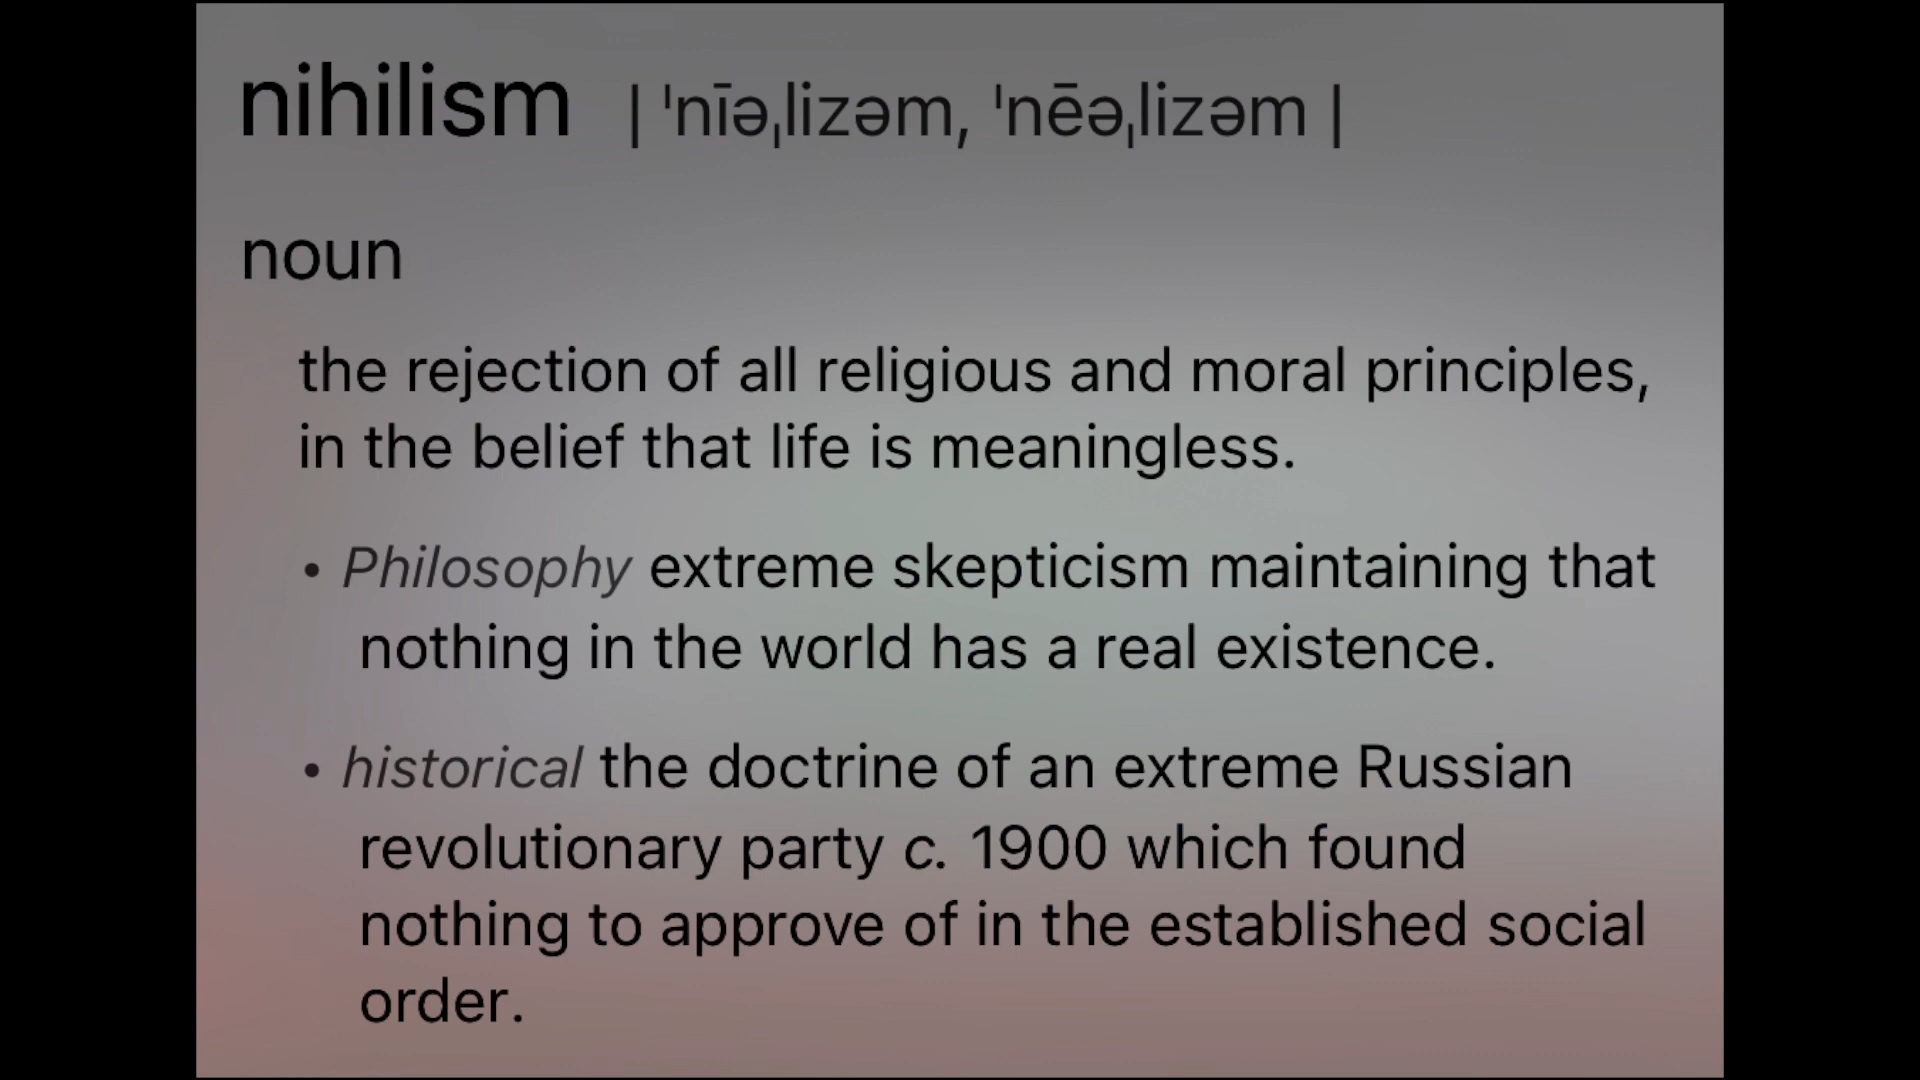 nihilism | ˈnīəˌlizəm, ˈnēəˌlizəm |
noun
the rejection of all religious and moral principles,
in the belief that life is meaningless.
• Philosophy extreme skepticism maintaining that
nothing in the world has a real existence.
• historical the doctrine of an extreme Russian
revolutionary party c. 1900 which found
nothing to approve of in the established social
order.